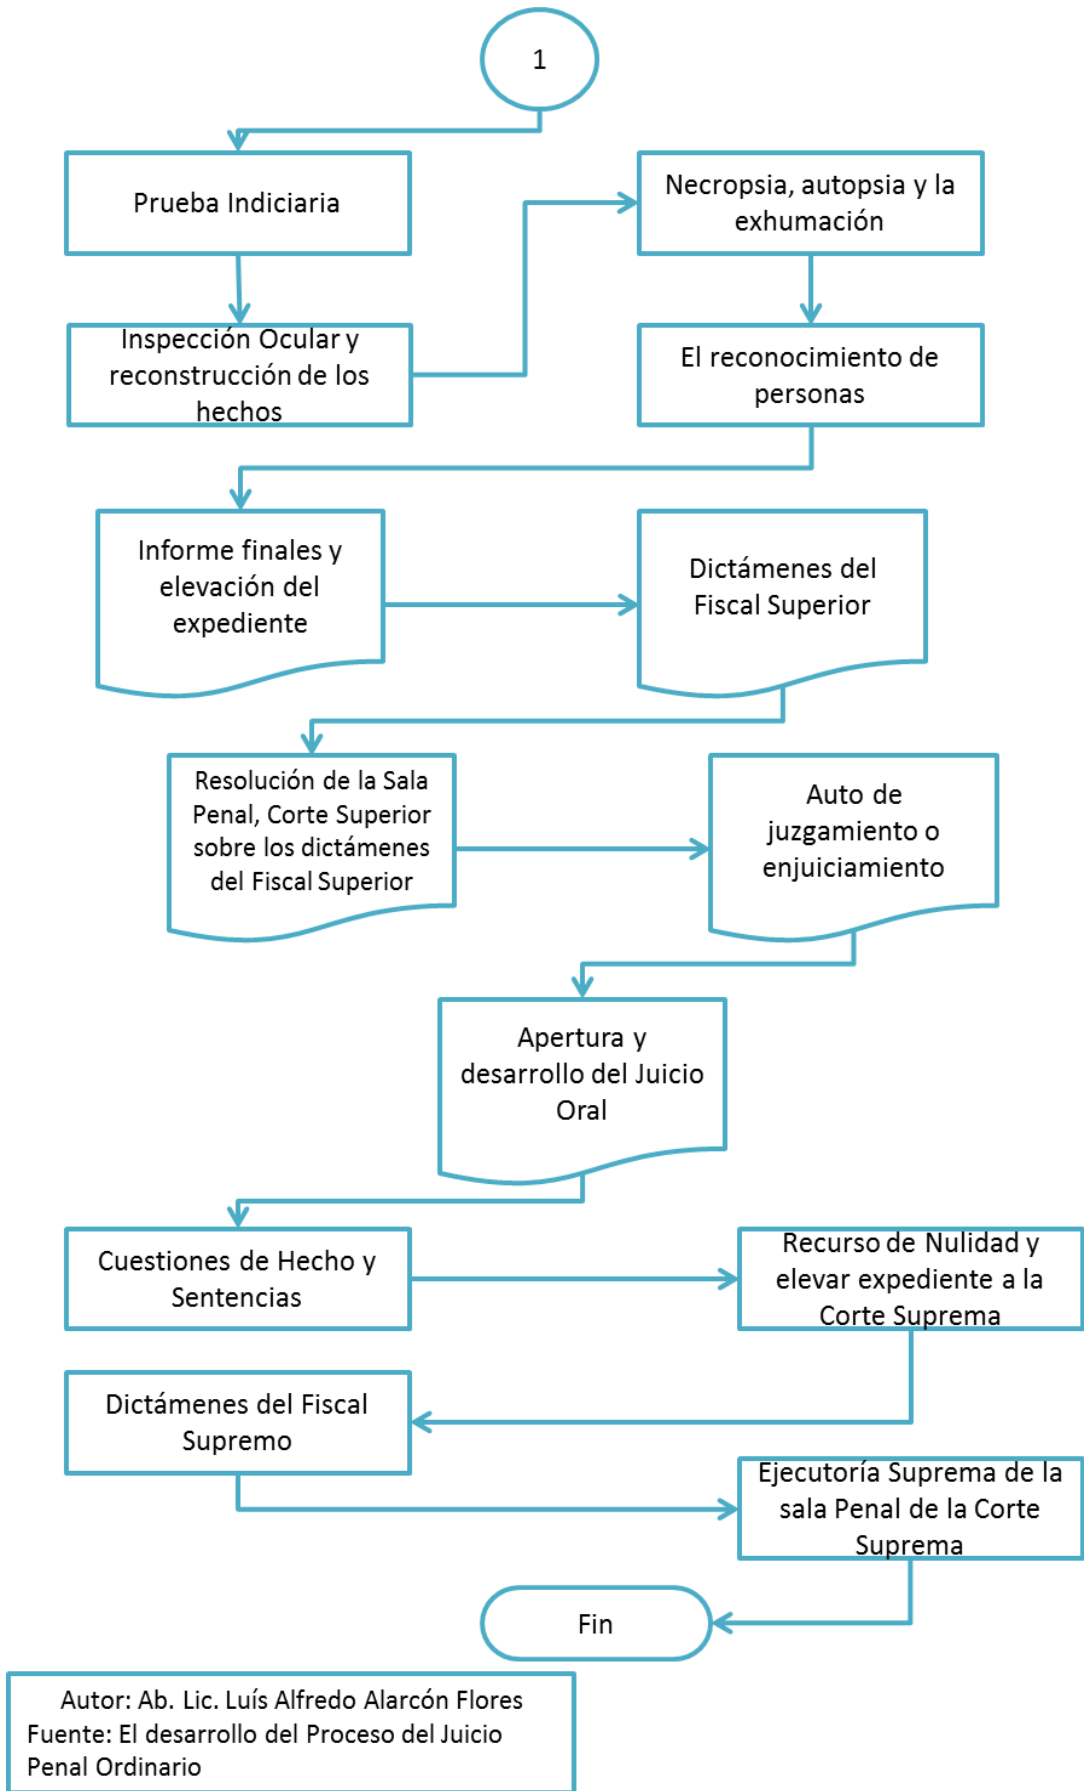 1
Prueba Indiciaria
Necropsia, autopsia y la
exhumación
Inspección Ocular y
reconstrucción de los
hechos
El reconocimiento de
personas
Informe finales y
elevación del
expediente
Dictámenes del
Fiscal Superior
Resolución de la Sala
Penal, Corte Superior
sobre los dictámenes
del Fiscal Superior
Auto de
juzgamiento o
enjuiciamiento
Apertura y
desarrollo del Juicio
Oral
Cuestiones de Hecho y
Sentencias
Recurso de Nulidad y
elevar expediente a la
Corte Suprema
Dictámenes del Fiscal
Supremo
Ejecutoría Suprema de la
sala Penal de la Corte
Suprema
Fin
Autor: Ab. Lic. Luís Alfredo Alarcón Flores
Fuente: El desarrollo del Proceso del Juicio
Penal Ordinario